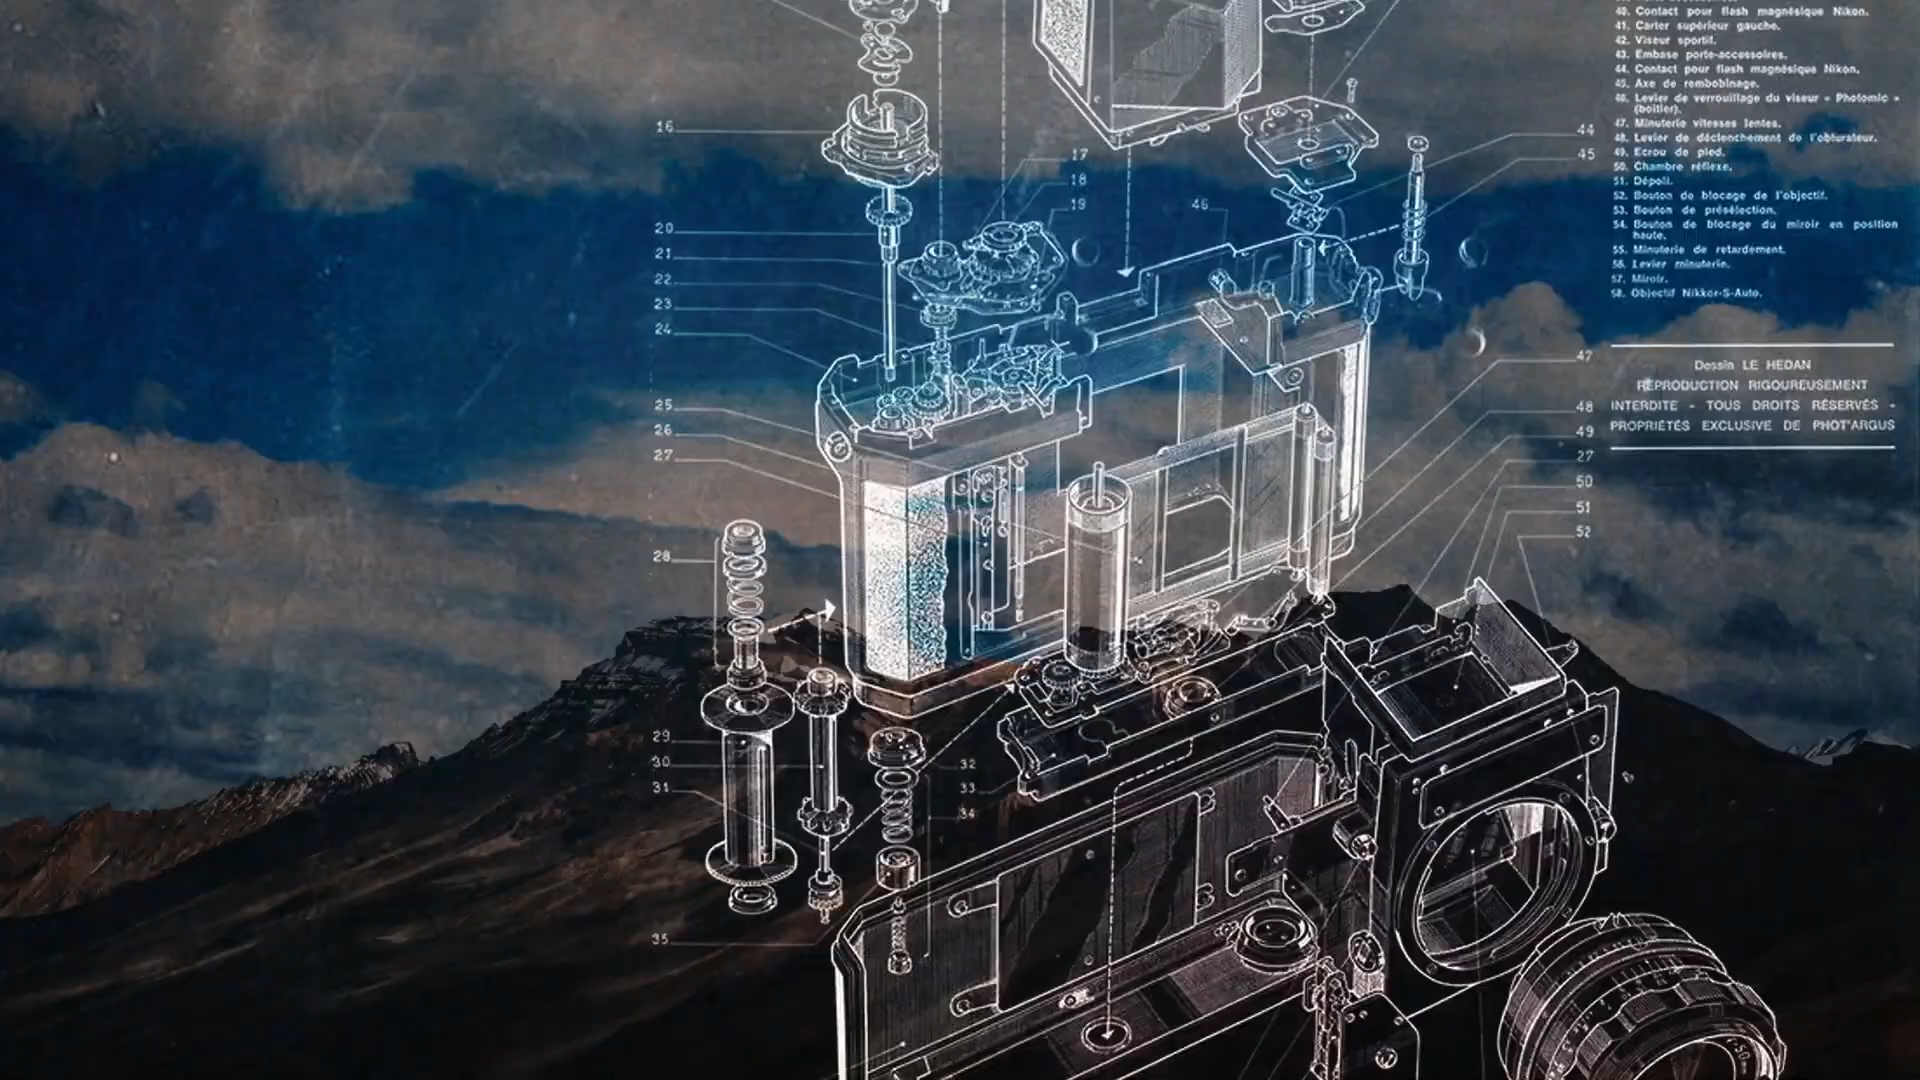 40. Contact pour flash magnésique Nikon.
41. Carter supérieur gauche.
42. Viseur sportif.
43. Embase porte-accessoires.
44. Contact pour flash magnésique Nikon.
45. Axe de rembobinage.
46. Levier de verrouillage du viseur « Photomic »
(boîtier).
47. Minuterie vitesses lentes.
48. Levier de déclenchement de l'obturateur.
49. Ecrou de pied.
50. Chambre réflexe.
51. Dépoli.
52. Bouton de blocage de l'objectif.
53. Bouton de présélection.
54. Bouton de blocage du miroir en position
haute.
55. Minuterie de retardement.
56. Levier minuterie.
57. Miroir.
58. Objectif Nikkor-S-Auto.
Dessin LE HEDAN
REPRODUCTION RIGOUREUSEMENT
INTERDITE - TOUS DROITS RÉSERVÉS -
PROPRIÉTÉS EXCLUSIVE DE PHOT'ARGUS
16
17
18
19
20
21
22
23
24
25
26
27
28
29
30
31
32
33
34
35
44
45
46
47
48
49
27
50
51
52